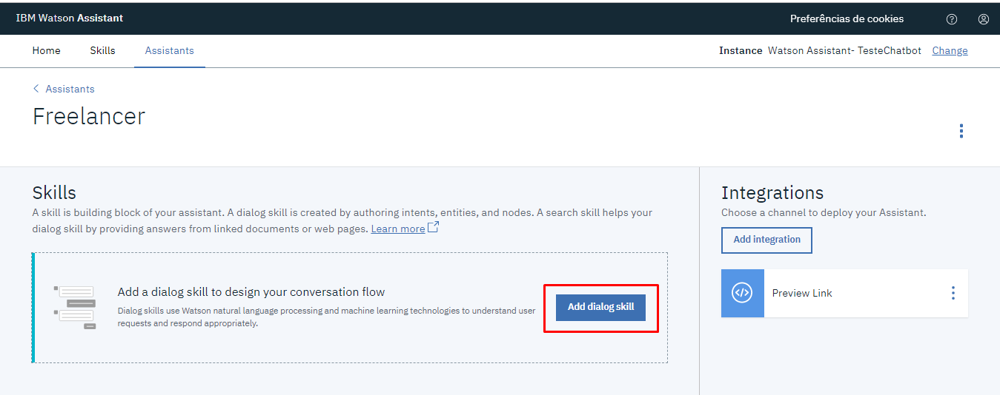 IBM Watson Assistant
Preferências de cookies
Home Skills Assistants
Instance Watson Assistant- TesteChatbot Change
Assistants
Freelancer
Skills
A skill is building block of your assistant. A dialog skill is created by authoring intents, entities, and nodes. A search skill helps your
dialog skill by providing answers from linked documents or web pages. Learn more
Add a dialog skill to design your conversation flow
Dialog skills use Watson natural language processing and machine learning technologies to understand user
requests and respond appropriately.
Add dialog skill
Integrations
Choose a channel to deploy your Assistant.
Add integration
Preview Link